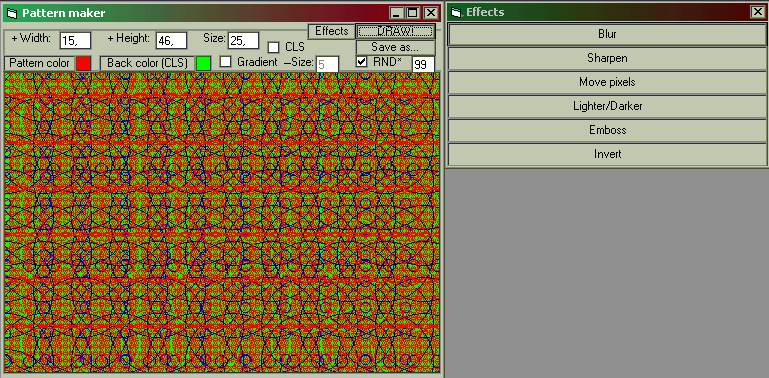 Pattern maker
+ Width: 15, + Height: 46, Size: 25, Effects DRAW!
CLS Save as...
Pattern color Back color (CLS) Gradient –Size: 5 RND* 99
Effects
Blur
Sharpen
Move pixels
Lighter/Darker
Emboss
Invert